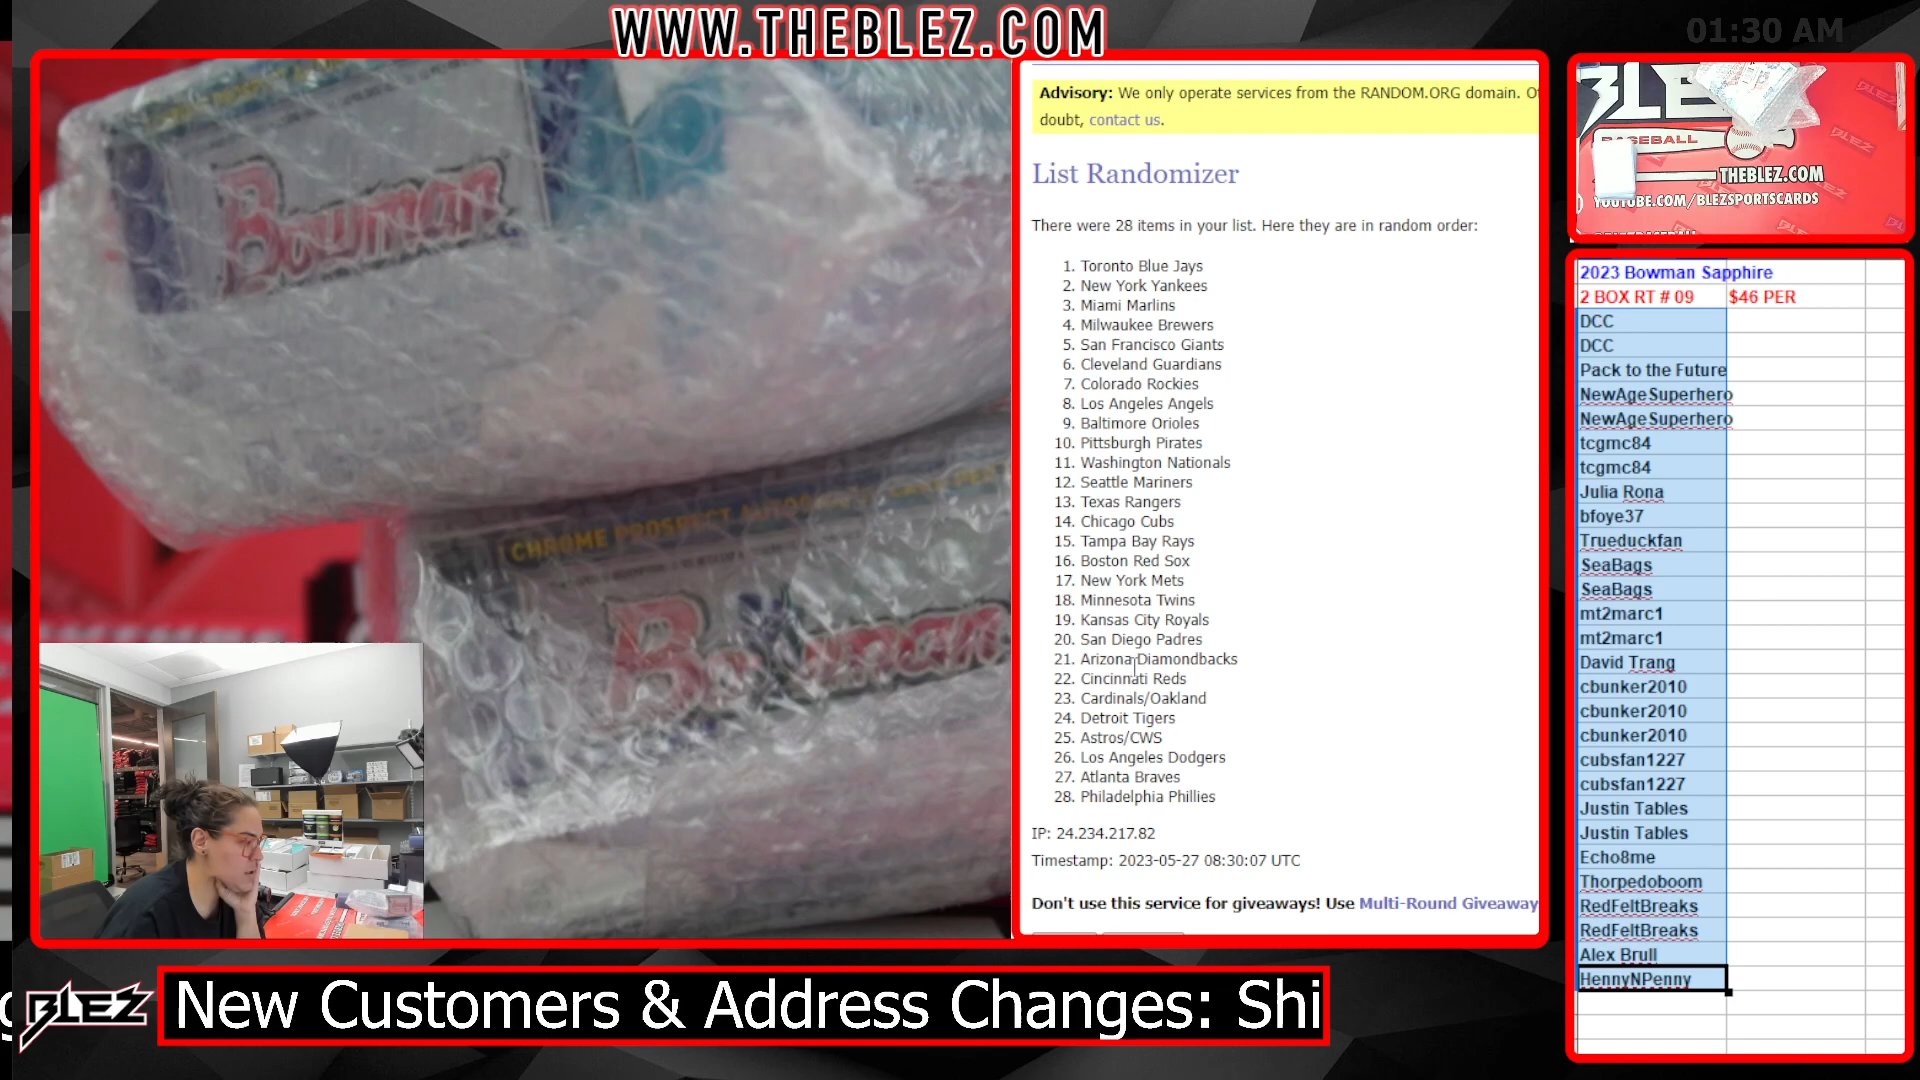 WWW.THEBLEZ.COM
01:30 AM
Bowman
CHROME PROSPECT AUTOGRAPH
Bowman
Advisory: We only operate services from the RANDOM.ORG domain. O
doubt, contact us.
List Randomizer
There were 28 items in your list. Here they are in random order:
1. Toronto Blue Jays
2. New York Yankees
3. Miami Marlins
4. Milwaukee Brewers
5. San Francisco Giants
6. Cleveland Guardians
7. Colorado Rockies
8. Los Angeles Angels
9. Baltimore Orioles
10. Pittsburgh Pirates
11. Washington Nationals
12. Seattle Mariners
13. Texas Rangers
14. Chicago Cubs
15. Tampa Bay Rays
16. Boston Red Sox
17. New York Mets
18. Minnesota Twins
19. Kansas City Royals
20. San Diego Padres
21. Arizona Diamondbacks
22. Cincinnati Reds
23. Cardinals/Oakland
24. Detroit Tigers
25. Astros/CWS
26. Los Angeles Dodgers
27. Atlanta Braves
28. Philadelphia Phillies
IP: 24.234.217.82
Timestamp: 2023-05-27 08:30:07 UTC
Don't use this service for giveaways! Use Multi-Round Giveaway
BLE
BASEBALL
THEBLEZ.COM
YOUTUBE.COM/BLEZSPORTSCARDS
2023 Bowman Sapphire
2 BOX RT # 09 $46 PER
DCC
DCC
Pack to the Future
NewAgeSuperhero
NewAgeSuperhero
tcgmc84
tcgmc84
Julia Rona
bfoye37
Trueduckfan
SeaBags
SeaBags
mt2marc1
mt2marc1
David Trang
cbunker2010
cbunker2010
cbunker2010
cubsfan1227
cubsfan1227
Justin Tables
Justin Tables
Echo8me
Thorpedoboom
RedFeltBreaks
RedFeltBreaks
Alex Brull
HennyNPenny
BLEZ
New Customers & Address Changes: Shi